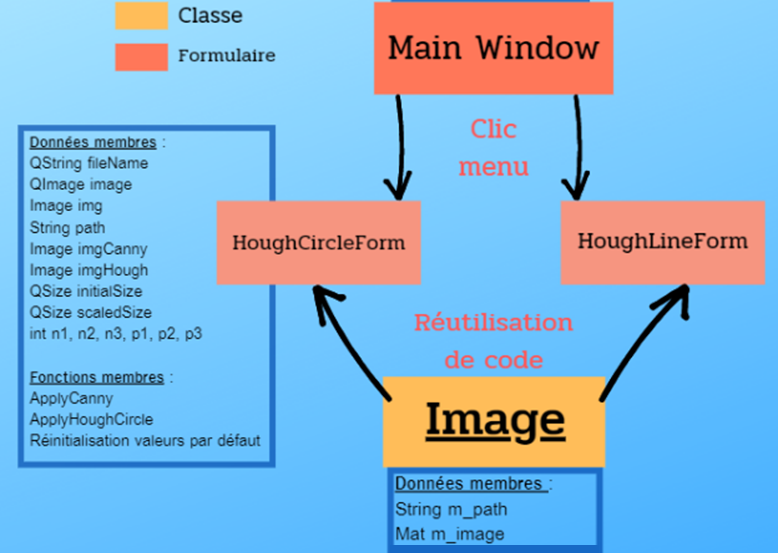 Classe
Formulaire
Main Window
Clic
menu
Données membres :
QString fileName
QImage image
Image img
String path
Image imgCanny
Image imgHough
QSize initialSize
QSize scaledSize
int n1, n2, n3, p1, p2, p3
Fonctions membres :
ApplyCanny
ApplyHoughCircle
Réinitialisation valeurs par défaut
HoughCircleForm
HoughLineForm
Réutilisation
de code
Image
Données membres :
String m_path
Mat m_image